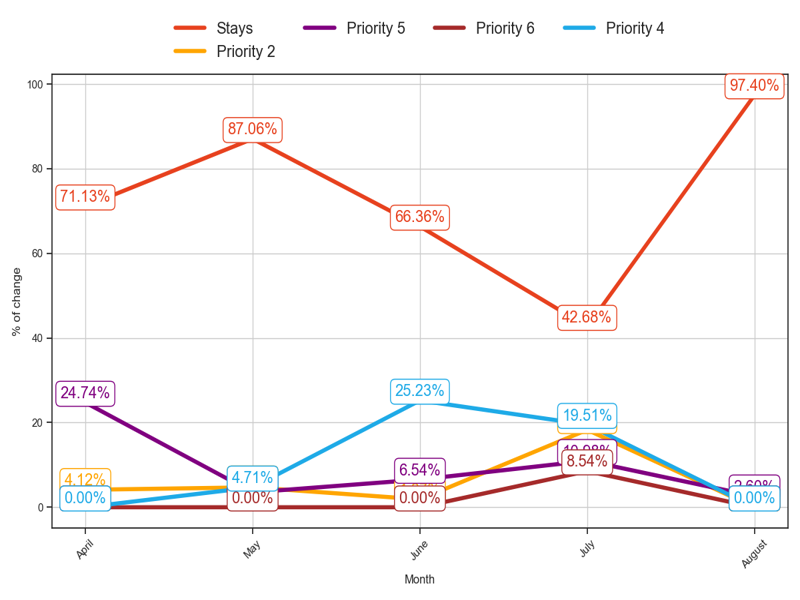 Stays
Priority 5
Priority 6
Priority 4
Priority 2
100
97.40%
87.06%
80
71.13%
66.36%
60
% of change
42.68%
40
24.74%
25.23%
20
19.51%
8.54%
6.54%
4.12%
4.71%
0
0.00%
0.00%
0.00%
0.00%
April
May
June
July
August
Month